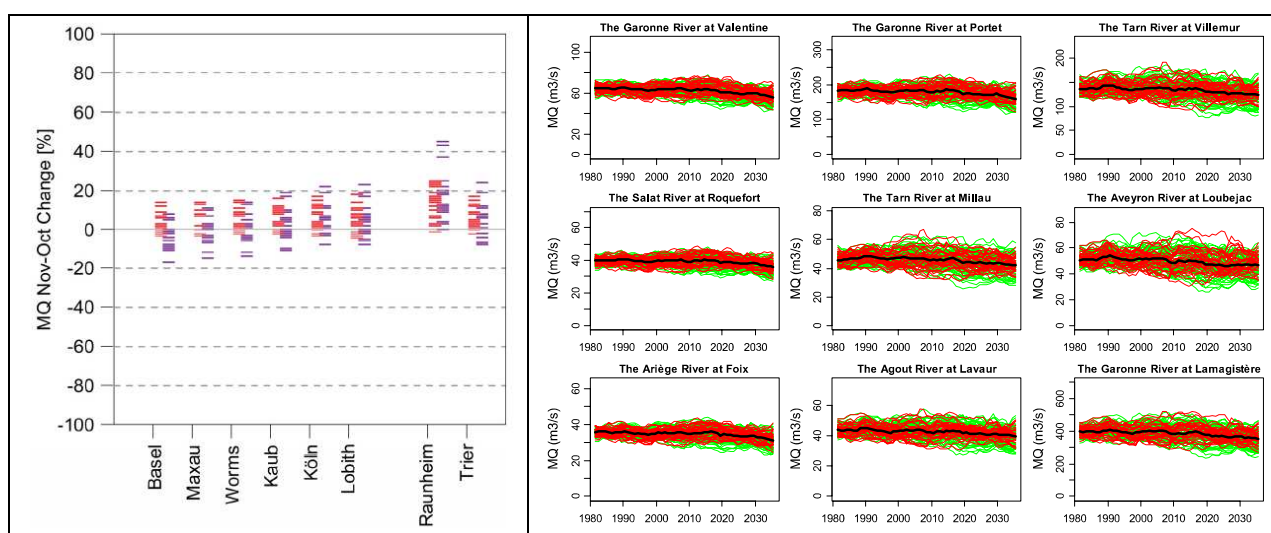 MQ Nov-Oct Change [%]
100
80
60
40
20
0
-20
-40
-60
-80
-100
Basel
Maxau
Worms
Kaub
Köln
Lobith
Raunheim
Trier
The Garonne River at Valentine
MQ (m3/s)
100
60
40
20
0
1980 1990 2000 2010 2020 2030
The Garonne River at Portet
MQ (m3/s)
300
200
100
0
1980 1990 2000 2010 2020 2030
The Tarn River at Villemur
MQ (m3/s)
200
150
100
50
0
1980 1990 2000 2010 2020 2030
The Salat River at Roquefort
MQ (m3/s)
60
40
20
0
1980 1990 2000 2010 2020 2030
The Tarn River at Millau
MQ (m3/s)
80
60
40
20
0
1980 1990 2000 2010 2020 2030
The Aveyron River at Loubejac
MQ (m3/s)
80
60
40
20
0
1980 1990 2000 2010 2020 2030
The Ariège River at Foix
MQ (m3/s)
60
40
20
0
1980 1990 2000 2010 2020 2030
The Agout River at Lavaur
MQ (m3/s)
60
40
20
0
1980 1990 2000 2010 2020 2030
The Garonne River at Lamagistère
MQ (m3/s)
600
400
200
0
1980 1990 2000 2010 2020 2030